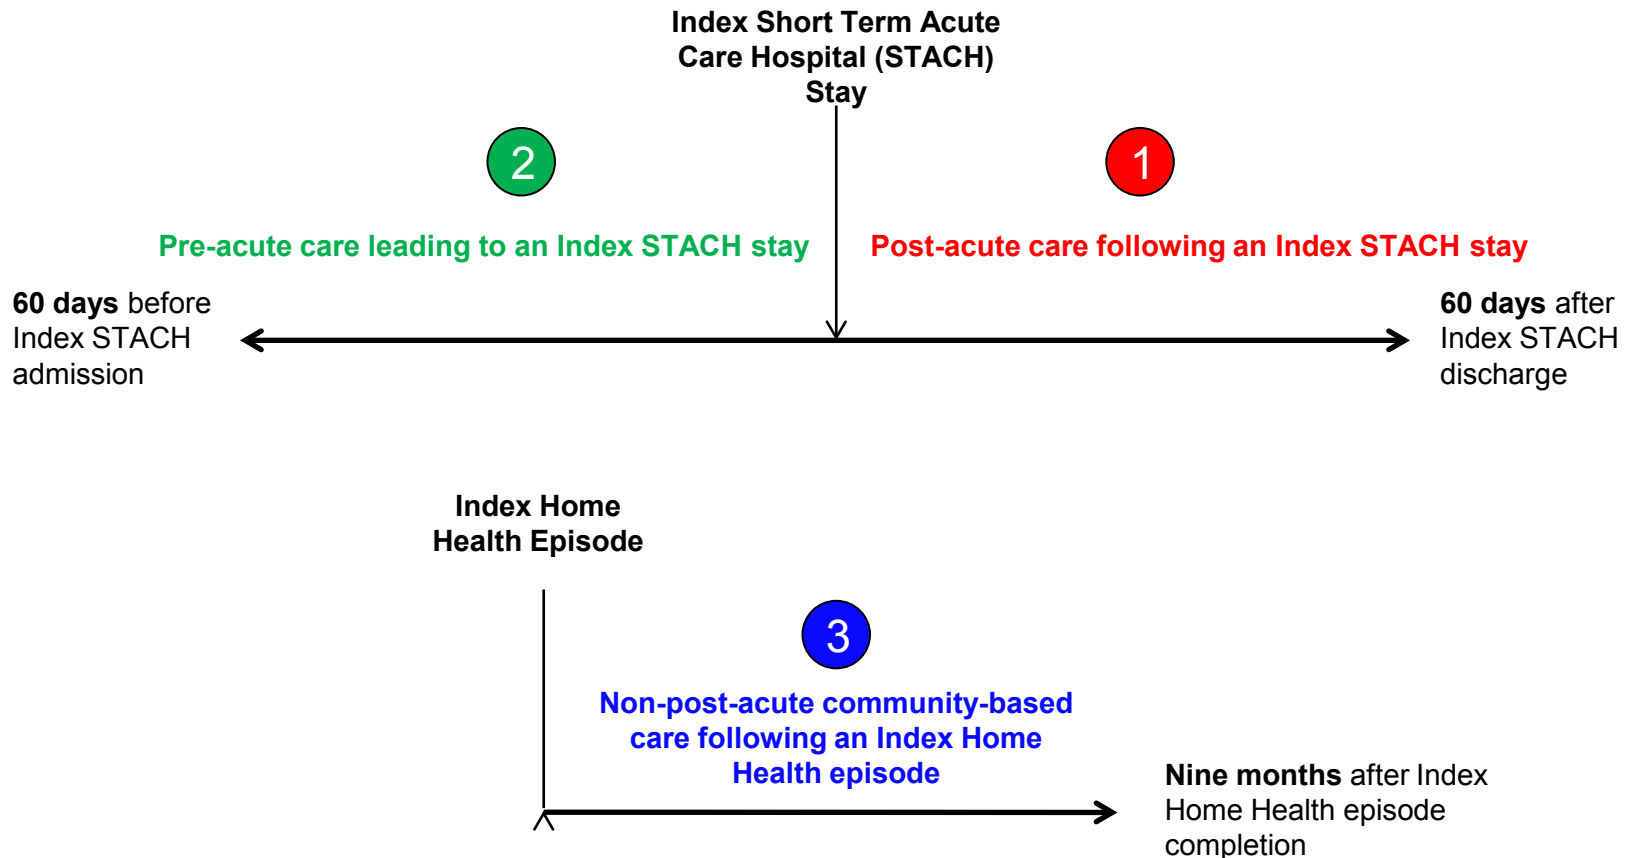 Index Short Term Acute
Care Hospital (STACH)
Stay
2
1
Pre-acute care leading to an Index STACH stay
Post-acute care following an Index STACH stay
60 days before
Index STACH
admission
60 days after
Index STACH
discharge
Index Home
Health Episode
3
Non-post-acute community-based
care following an Index Home
Health episode
Nine months after Index
Home Health episode
completion